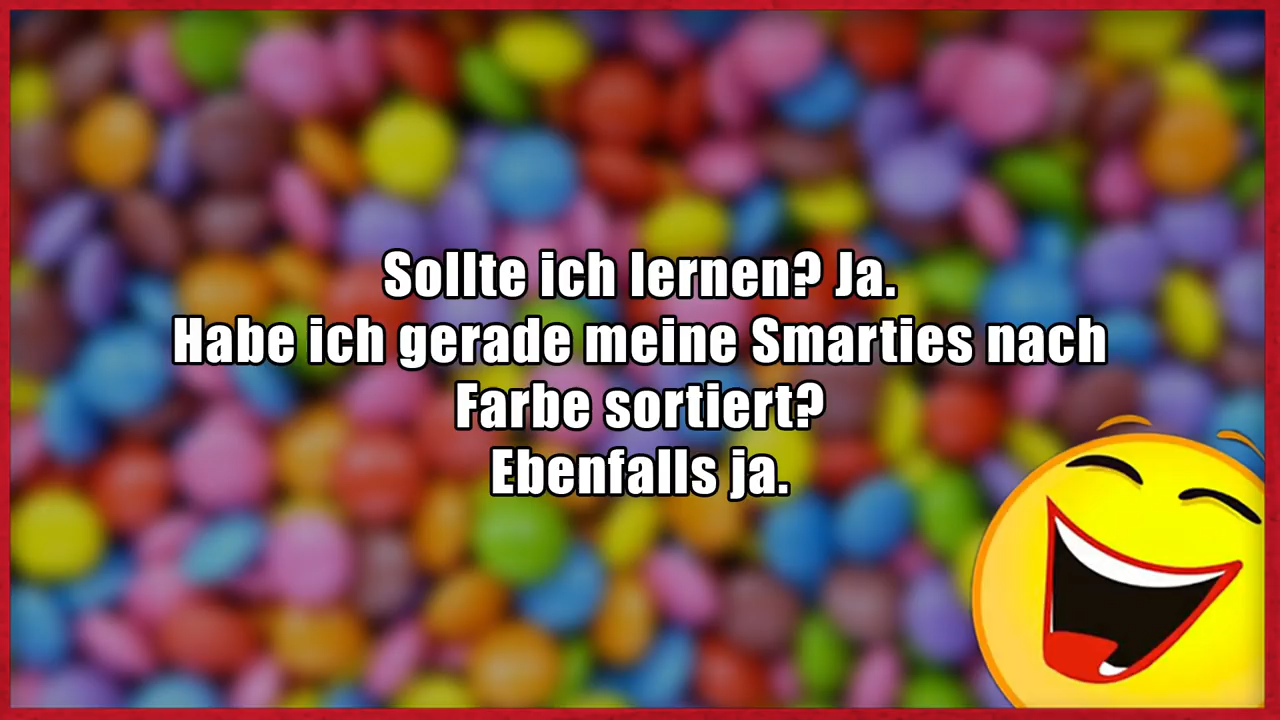 Sollte ich lernen? Ja.
Habe ich gerade meine Smarties nach
Farbe sortiert?
Ebenfalls ja.